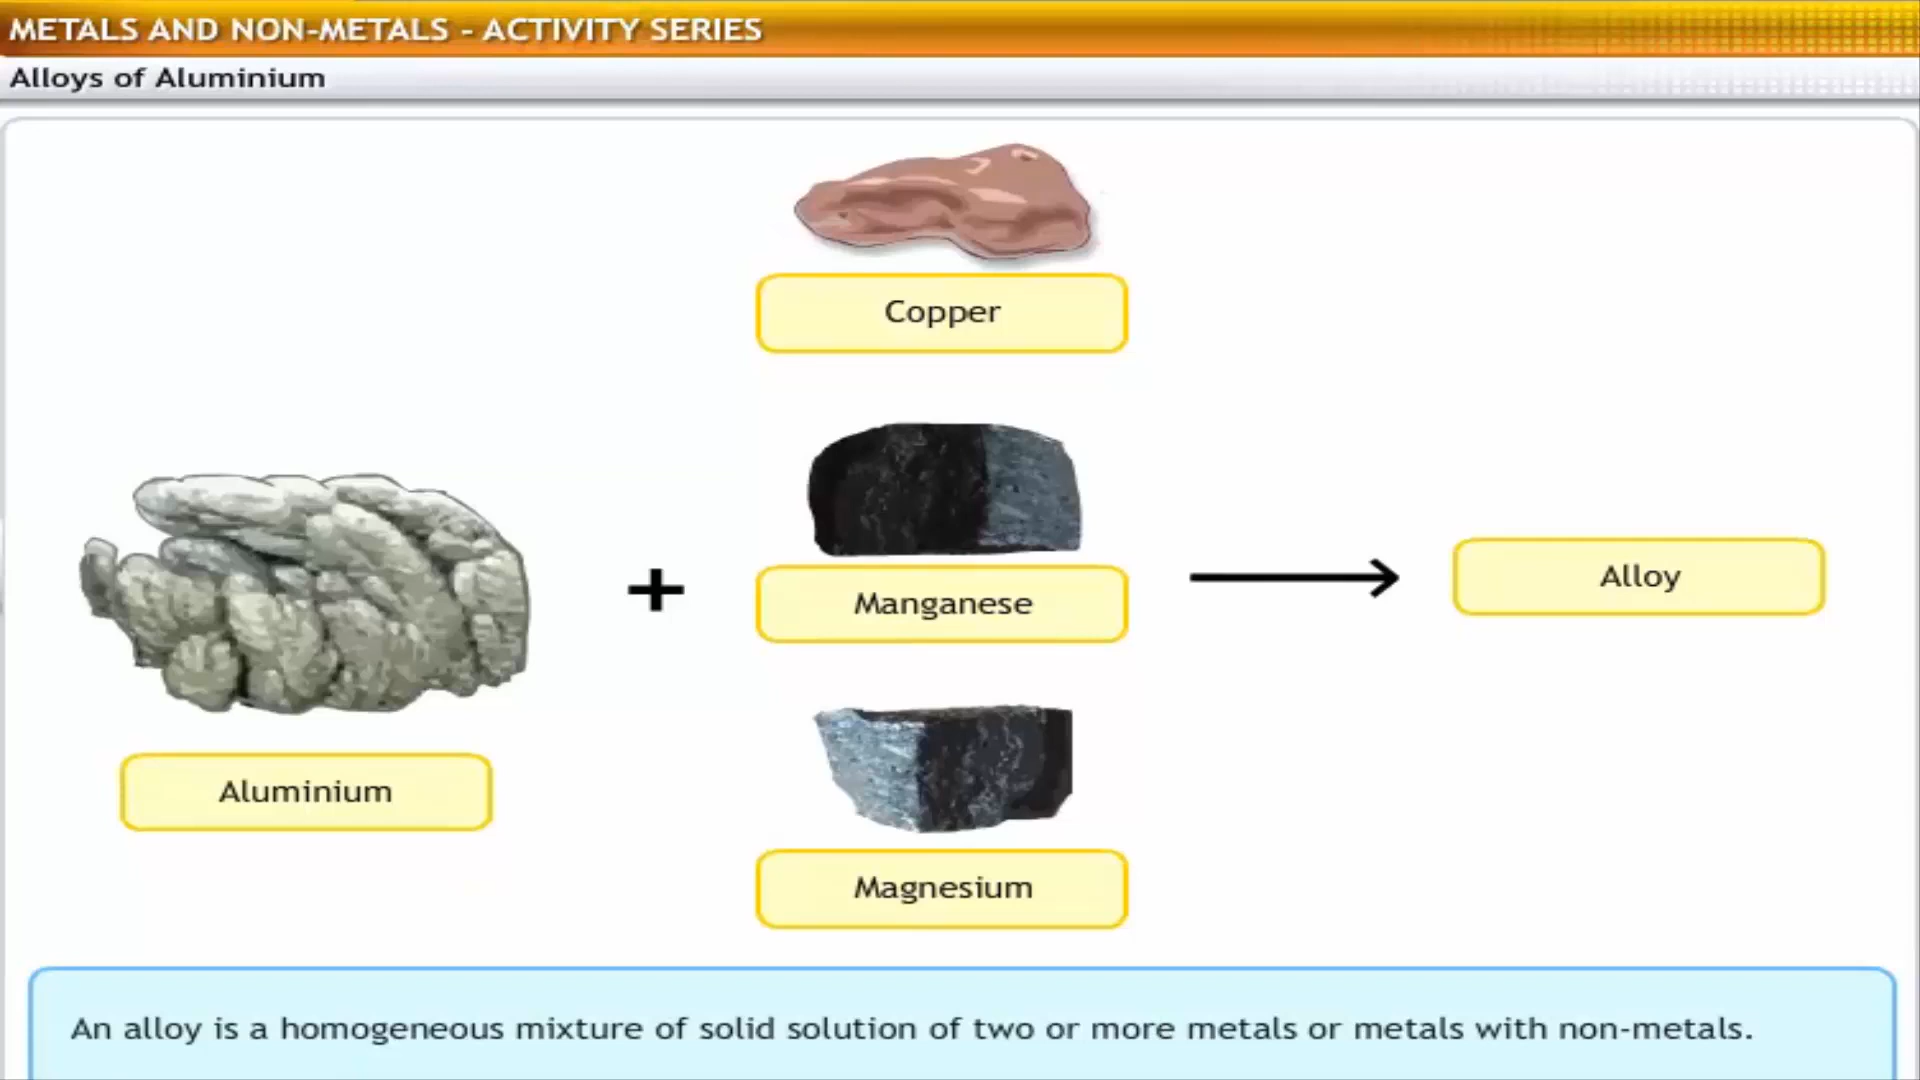 METALS AND NON-METALS - ACTIVITY SERIES
Alloys of Aluminium
Copper
Manganese
+
Alloy
Aluminium
Magnesium
An alloy is a homogeneous mixture of solid solution of two or more metals or metals with non-metals.